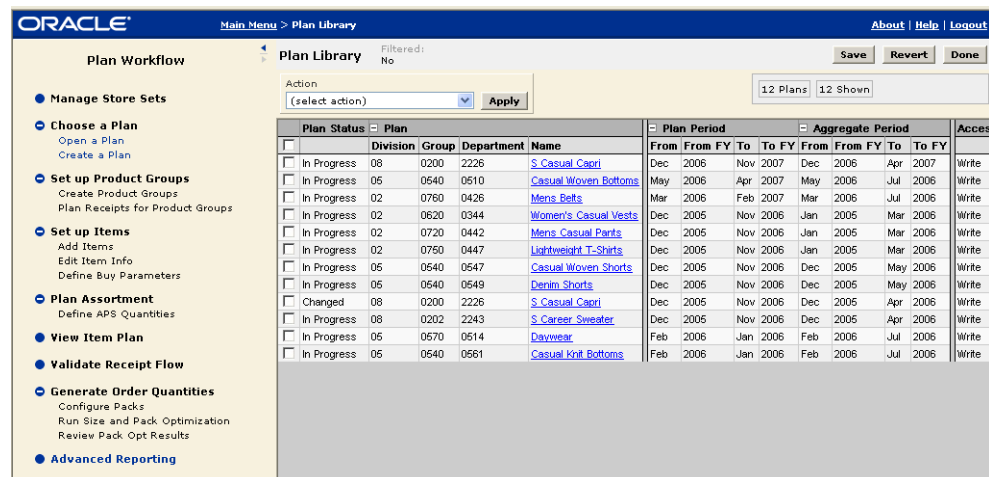 ORACLE®
Main Menu > Plan Library
About | Help | Logout
Plan Workflow
Manage Store Sets
Choose a Plan
Open a Plan
Create a Plan
Set up Product Groups
Create Product Groups
Plan Receipts for Product Groups
Set up Items
Add Items
Edit Item Info
Define Buy Parameters
Plan Assortment
Define APS Quantities
View Item Plan
Validate Receipt Flow
Generate Order Quantities
Configure Packs
Run Size and Pack Optimization
Review Pack Opt Results
Advanced Reporting
Plan Library Filtered: No
Save Revert Done
Action
(select action) Apply
12 Plans 12 Shown
Plan Status Plan Plan Period Aggregate Period Acces
Division Group Department Name From From FY To To FY From From FY To To FY
In Progress 08 0200 2226 S Casual Capri Dec 2006 Nov 2007 Dec 2006 Apr 2007 Write
In Progress 05 0540 0510 Casual Woven Bottoms May 2006 Apr 2007 May 2006 Jul 2006 Write
In Progress 02 0760 0426 Mens Belts Mar 2006 Feb 2007 Mar 2006 Jul 2006 Write
In Progress 02 0620 0344 Women's Casual Vests Dec 2005 Nov 2006 Jan 2005 Mar 2006 Write
In Progress 02 0720 0442 Mens Casual Pants Dec 2005 Nov 2006 Jan 2005 Mar 2006 Write
In Progress 02 0750 0447 Lightweight T-Shirts Dec 2005 Nov 2006 Jan 2005 Mar 2006 Write
In Progress 05 0540 0547 Casual Woven Shorts Dec 2005 Nov 2006 Dec 2005 May 2006 Write
In Progress 05 0540 0549 Denim Shorts Dec 2005 Nov 2006 Dec 2005 May 2006 Write
Changed 08 0200 2226 S Casual Capri Dec 2005 Nov 2006 Dec 2005 Apr 2006 Write
In Progress 08 0202 2243 S Career Sweater Dec 2005 Nov 2006 Dec 2005 Apr 2006 Write
In Progress 05 0570 0514 Daywear Feb 2006 Jan 2006 Feb 2006 Jul 2006 Write
In Progress 05 0540 0561 Casual Knit Bottoms Feb 2006 Jan 2006 Feb 2006 Jul 2006 Write